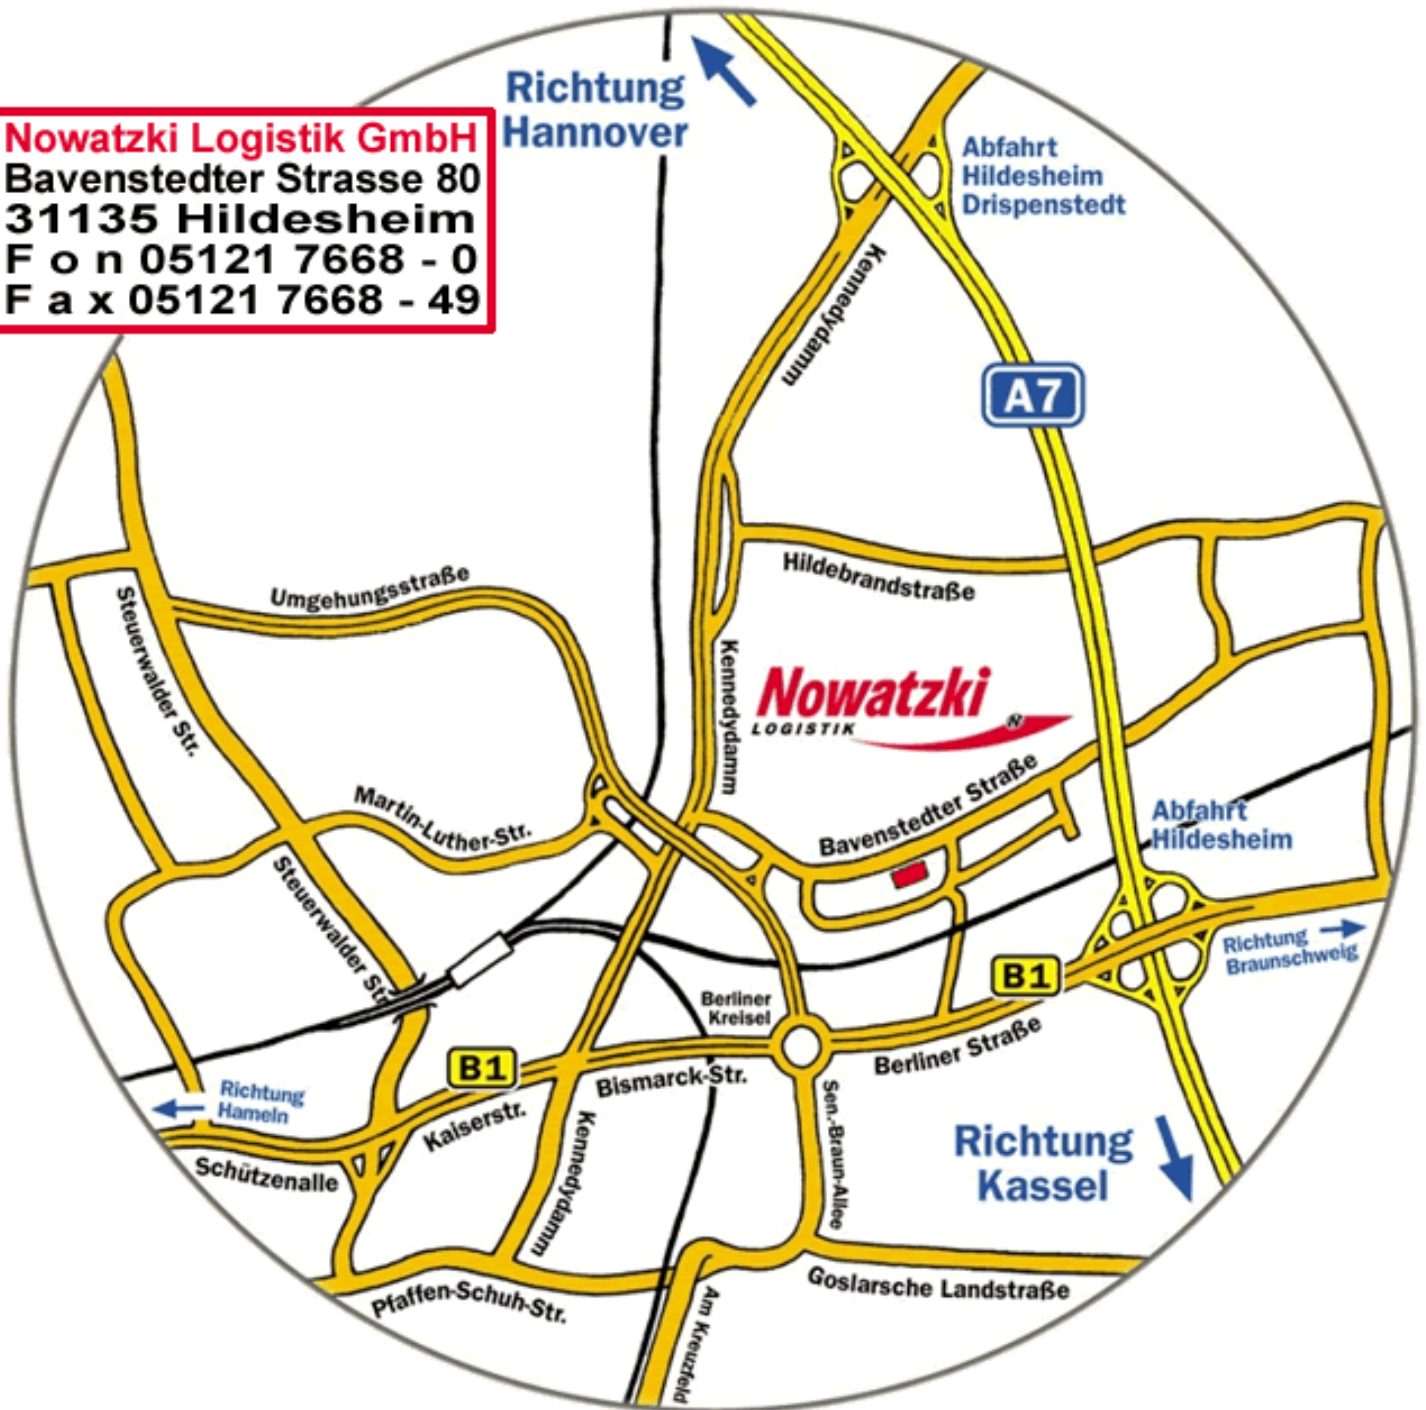 Richtung
Hannover
Nowatzki Logistik GmbH
Bavenstedter Strasse 80
31135 Hildesheim
F o n 05121 7668 - 0
F a x 05121 7668 - 49
Abfahrt
Hildesheim
Drispenstedt
Kennedydamm
A7
Hildebrandstraße
Umgehungsstraße
Steuerwalder Str.
Kennedydamm
Nowatzki
LOGISTIK
N
Bavenstedter Straße
Martin-Luther-Str.
Abfahrt
Hildesheim
Steuerwalder Str.
Richtung
Braunschweig
B1
Berliner
Kreisel
Berliner Straße
B1
Bismarck-Str.
Richtung
Hameln
Kaiserstr.
Schützenalle
Kennedydamm
Sen.-Braun-Allee
Richtung
Kassel
Goslarsche Landstraße
Pfaffen-Schuh-Str.
Am Kreuzfeld